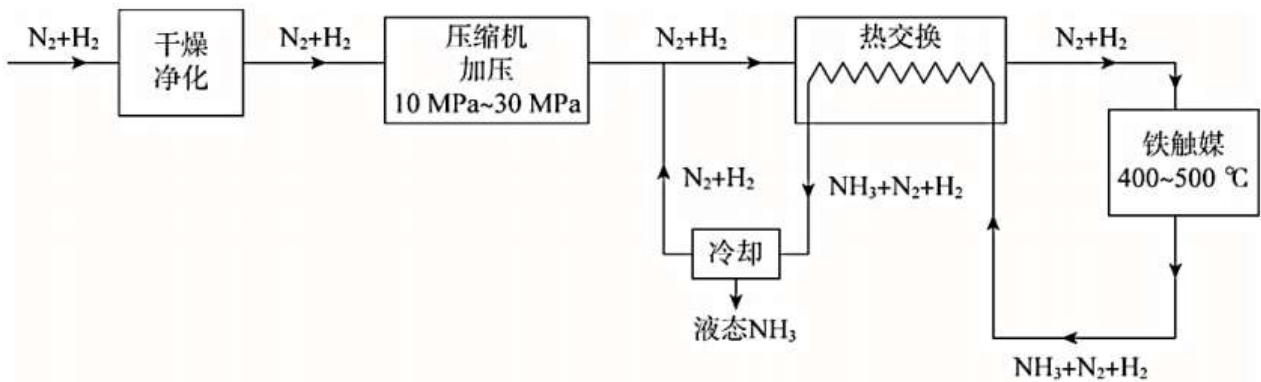 N₂+H₂
干燥
净化
N₂+H₂
压缩机
加压
10 MPa~30 MPa
N₂+H₂
热交换
N₂+H₂
铁触媒
400~500 ℃
N₂+H₂
NH₃+N₂+H₂
冷却
液态NH₃
NH₃+N₂+H₂